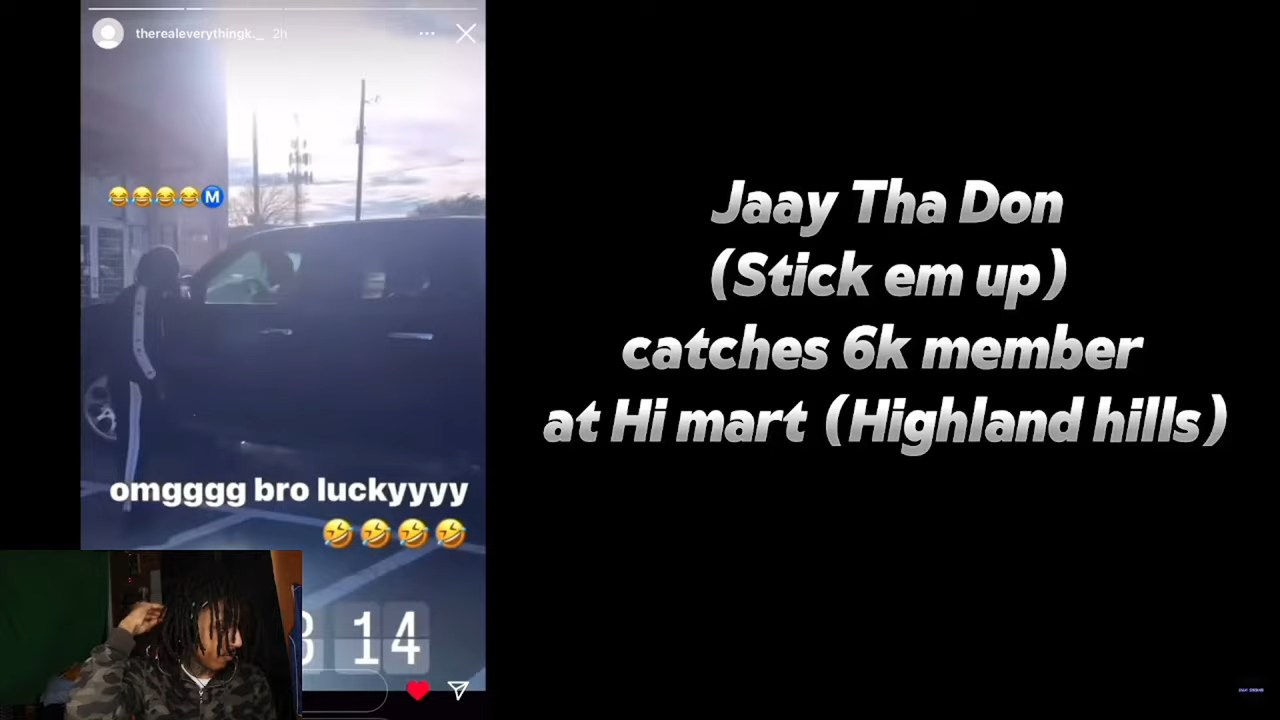 therealeverythingk._ 2h
😂😂😂😂Ⓜ️
Jaay Tha Don
(Stick em up)
catches 6k member
at Hi mart (Highland hills)
omgggg bro luckyyyy
🤣🤣🤣🤣
14